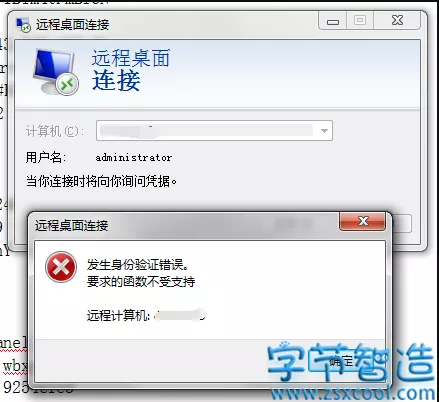 远程桌面连接
远程桌面
连接
计算机(C):
用户名: administrator
当你连接时将向你询问凭据。
远程桌面连接
发生身份验证错误。
要求的函数不受支持
远程计算机:
确定
字节智造
www.zsxcool.com
anel
wbx